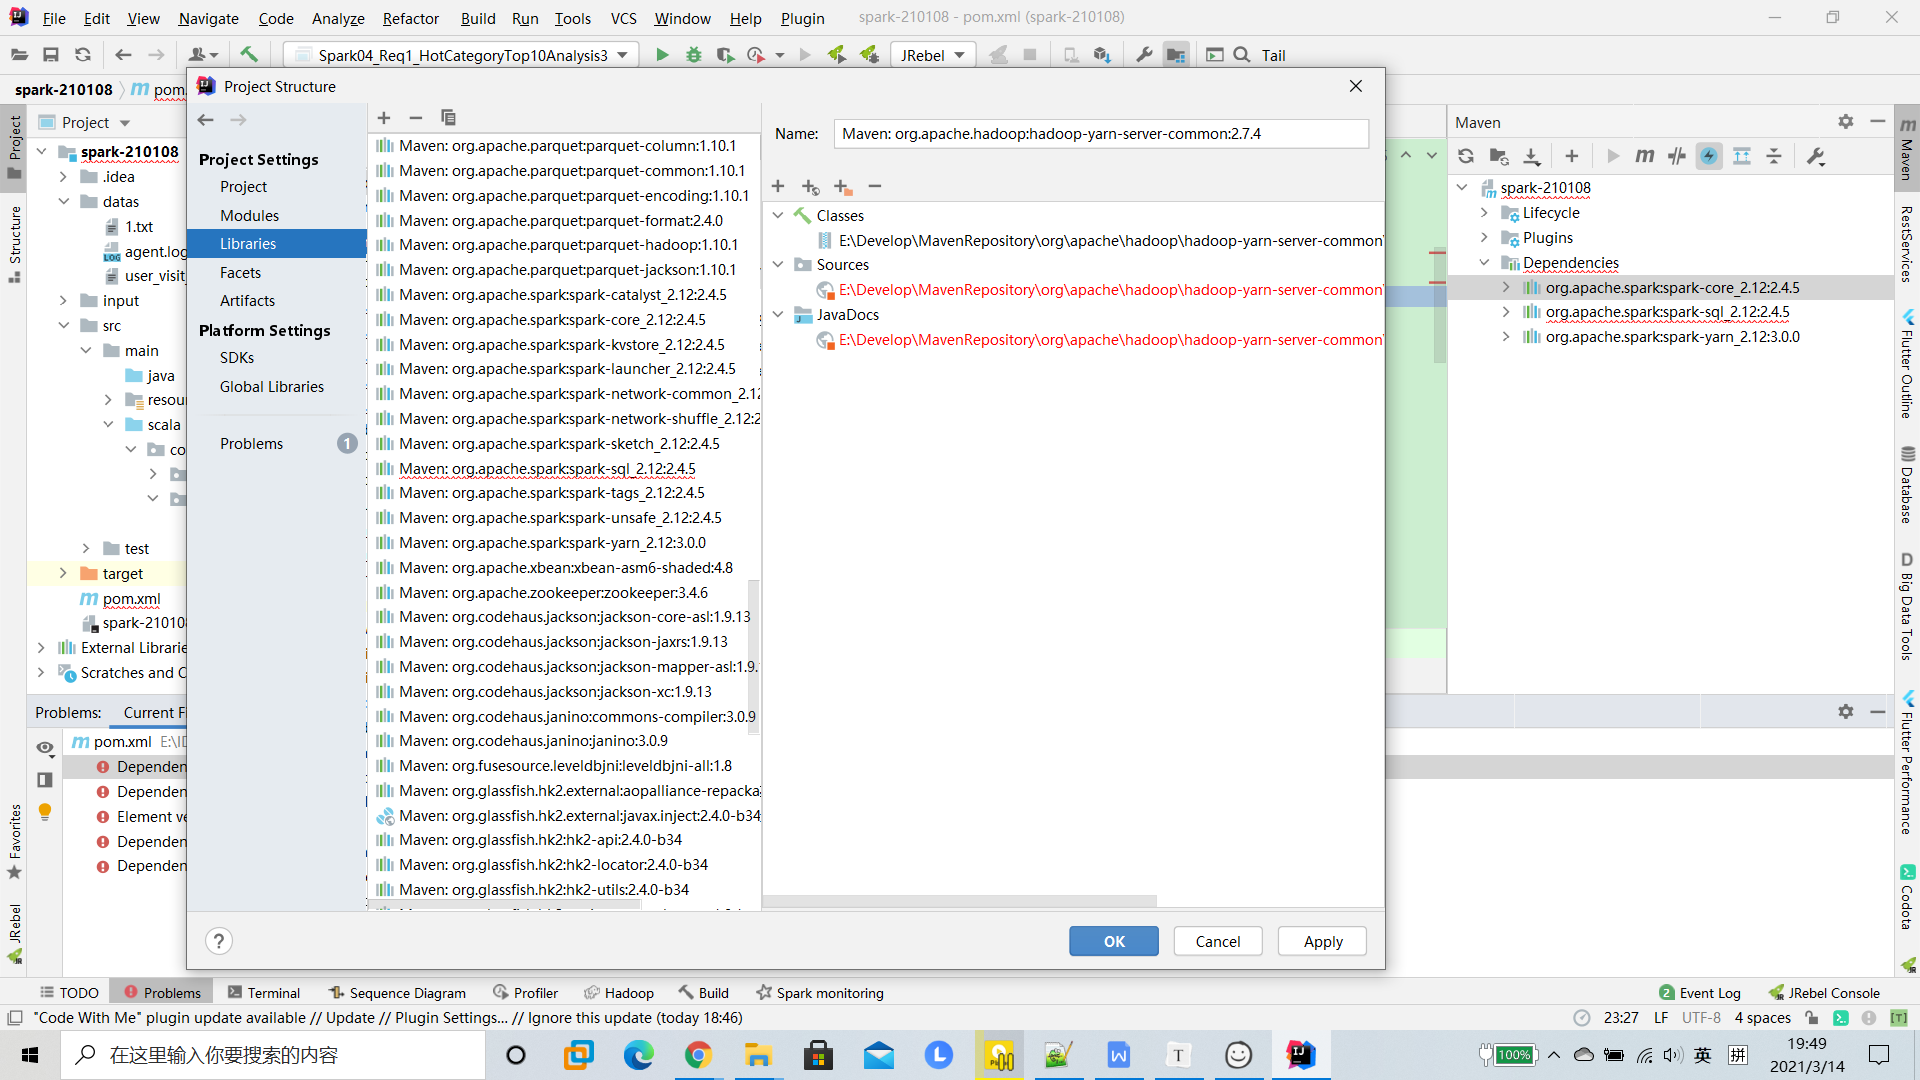 File Edit View Navigate Code Analyze Refactor Build Run Tools VCS Window Help Plugin spark-210108 - pom.xml (spark-210108)
Spark04_Req1_HotCategoryTop10Analysis3 JRebel Tail
spark-210108 pom.
Project Structure
Project
Project Settings
Project
Modules
Libraries
Facets
Artifacts
Platform Settings
SDKs
Global Libraries
Problems 1
spark-210108
.idea
datas
1.txt
agent.log
user_visit_
input
src
main
java
resour
scala
co
test
target
pom.xml
spark-21010
External Librarie
Scratches and C
Maven: org.apache.parquet:parquet-column:1.10.1
Maven: org.apache.parquet:parquet-common:1.10.1
Maven: org.apache.parquet:parquet-encoding:1.10.1
Maven: org.apache.parquet:parquet-format:2.4.0
Maven: org.apache.parquet:parquet-hadoop:1.10.1
Maven: org.apache.parquet:parquet-jackson:1.10.1
Maven: org.apache.spark:spark-catalyst_2.12:2.4.5
Maven: org.apache.spark:spark-core_2.12:2.4.5
Maven: org.apache.spark:spark-kvstore_2.12:2.4.5
Maven: org.apache.spark:spark-launcher_2.12:2.4.5
Maven: org.apache.spark:spark-network-common_2.12
Maven: org.apache.spark:spark-network-shuffle_2.12:2
Maven: org.apache.spark:spark-sketch_2.12:2.4.5
Maven: org.apache.spark:spark-sql_2.12:2.4.5
Maven: org.apache.spark:spark-tags_2.12:2.4.5
Maven: org.apache.spark:spark-unsafe_2.12:2.4.5
Maven: org.apache.spark:spark-yarn_2.12:3.0.0
Maven: org.apache.xbean:xbean-asm6-shaded:4.8
Maven: org.apache.zookeeper:zookeeper:3.4.6
Maven: org.codehaus.jackson:jackson-core-asl:1.9.13
Maven: org.codehaus.jackson:jackson-jaxrs:1.9.13
Maven: org.codehaus.jackson:jackson-mapper-asl:1.9.
Maven: org.codehaus.jackson:jackson-xc:1.9.13
Maven: org.codehaus.janino:commons-compiler:3.0.9
Maven: org.codehaus.janino:janino:3.0.9
Maven: org.fusesource.leveldbjni:leveldbjni-all:1.8
Maven: org.glassfish.hk2.external:aopalliance-repacka
Maven: org.glassfish.hk2.external:javax.inject:2.4.0-b34
Maven: org.glassfish.hk2:hk2-api:2.4.0-b34
Maven: org.glassfish.hk2:hk2-locator:2.4.0-b34
Maven: org.glassfish.hk2:hk2-utils:2.4.0-b34
Name: Maven: org.apache.hadoop:hadoop-yarn-server-common:2.7.4
Classes
E:\Develop\MavenRepository\org\apache\hadoop\hadoop-yarn-server-common\
Sources
E:\Develop\MavenRepository\org\apache\hadoop\hadoop-yarn-server-common\
JavaDocs
E:\Develop\MavenRepository\org\apache\hadoop\hadoop-yarn-server-common\
OK Cancel Apply
Maven
spark-210108
Lifecycle
Plugins
Dependencies
org.apache.spark:spark-core_2.12:2.4.5
org.apache.spark:spark-sql_2.12:2.4.5
org.apache.spark:spark-yarn_2.12:3.0.0
Project
Structure
Favorites
JRebel
Maven
RestServices
Flutter Outline
Database
Big Data Tools
Flutter Performance
Codota
Problems: Current Fi
pom.xml E:\ID
Dependen
Dependen
Element ve
Dependen
Dependen
TODO Problems Terminal Sequence Diagram Profiler Hadoop Build Spark monitoring 2 Event Log JRebel Console
"Code With Me" plugin update available // Update // Plugin Settings... // Ignore this update (today 18:46) 23:27 LF UTF-8 4 spaces [T]
在这里输入你要搜索的内容 100% 英 拼 19:49
2021/3/14